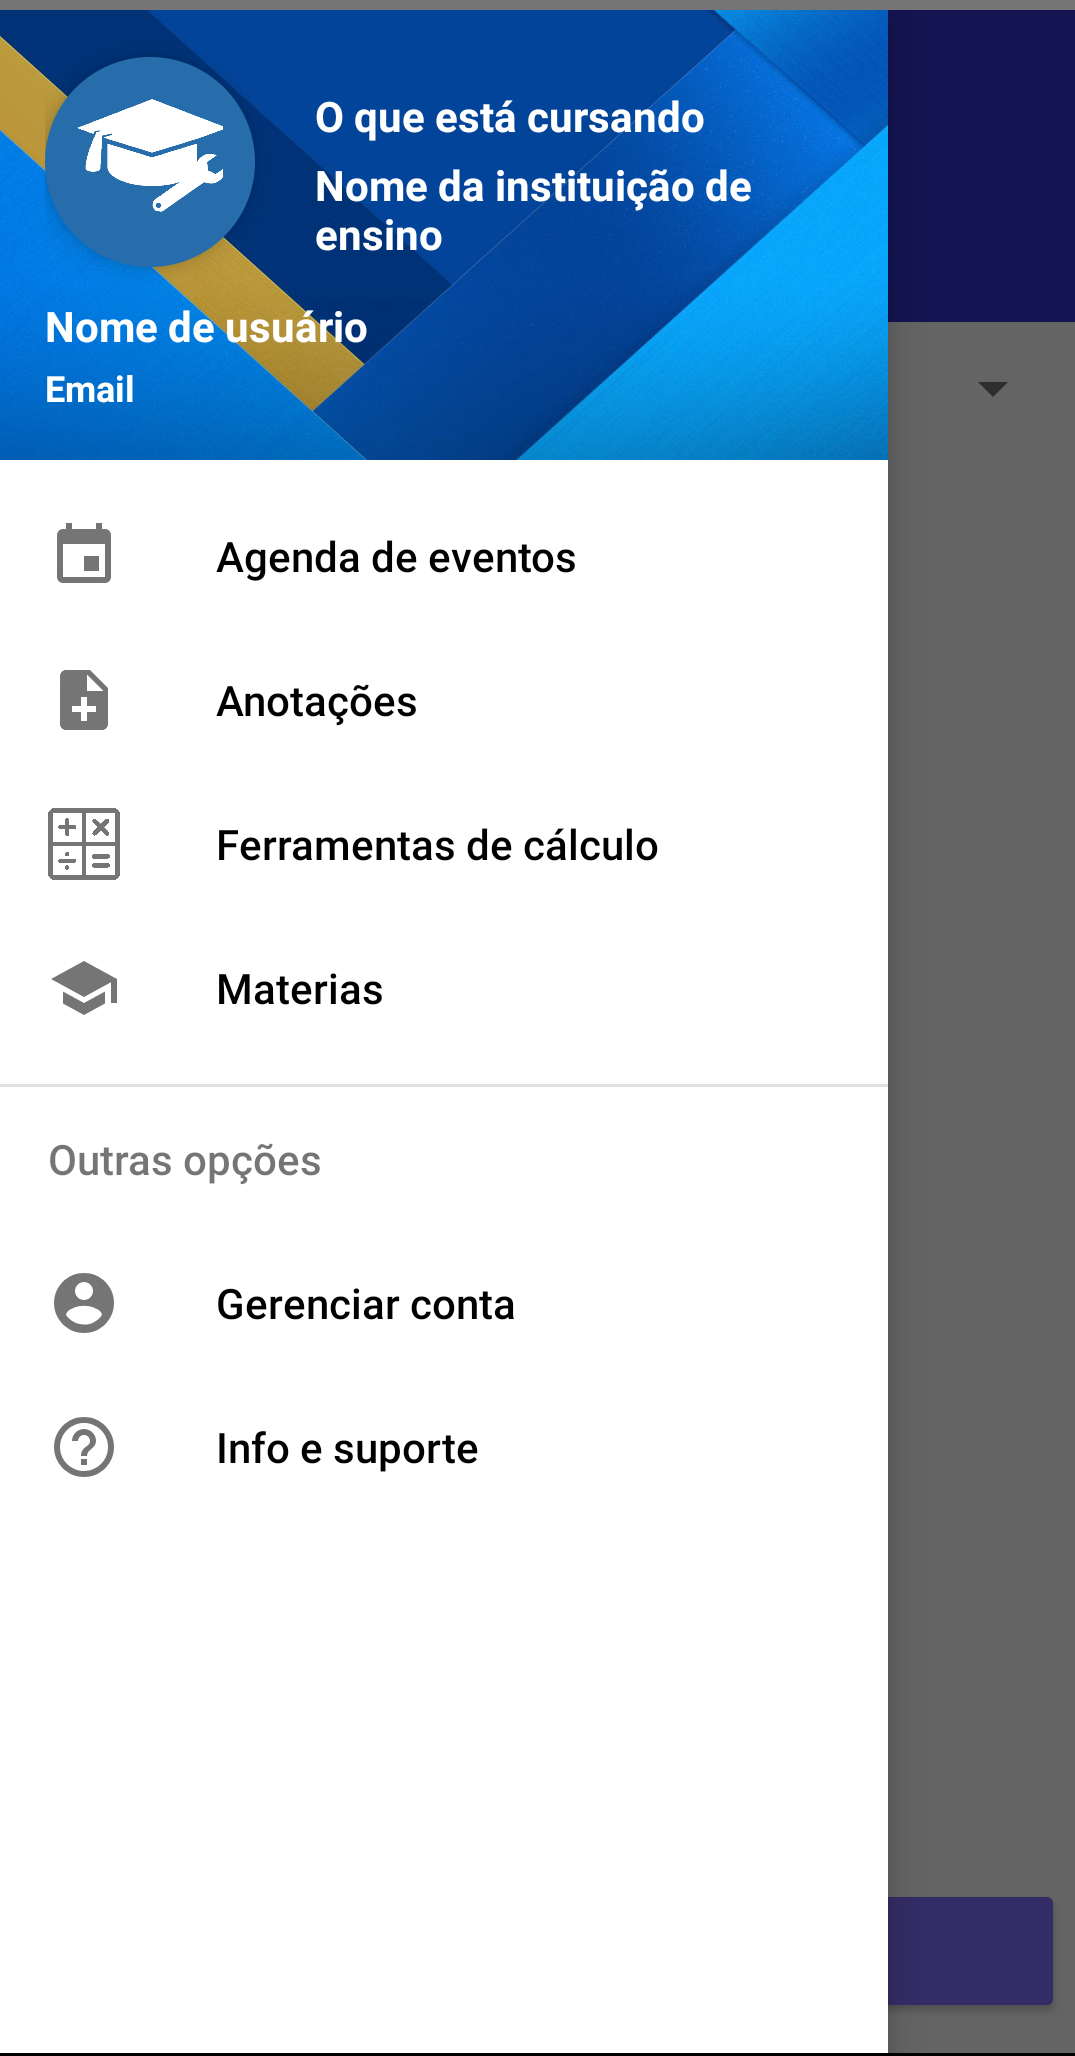 O que está cursando
Nome da instituição de
ensino
Nome de usuário
Email
Agenda de eventos
Anotações
Ferramentas de cálculo
Materias
Outras opções
Gerenciar conta
Info e suporte